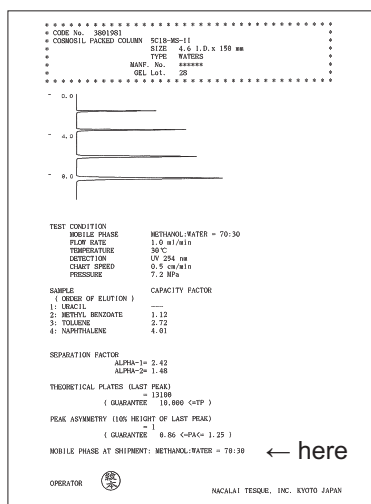 * CODE No. 3801981
* COSMOSIL PACKED COLUMN 5C18-MS-II
* SIZE 4.6 I.D. x 150 mm
* TYPE WATERS
* MANF. No. ******
* GEL Lot. 28
- 0.0
- 4.0
- 8.0
TEST CONDITION
MOBILE PHASE METHANOL:WATER = 70:30
FLOW RATE 1.0 ml/min
TEMPERATURE 30℃
DETECTION UV 254 nm
CHART SPEED 0.5 cm/min
PRESSURE 7.2 MPa
SAMPLE CAPACITY FACTOR
( ORDER OF ELUTION )
1: URACIL ---
2: METHYL BENZOATE 1.12
3: TOLUENE 2.72
4: NAPHTHALENE 4.01
SEPARATION FACTOR
ALPHA-1= 2.42
ALPHA-2= 1.48
THEORETICAL PLATES (LAST PEAK)
= 13100
( GUARANTEE 10,000 <=TP )
PEAK ASYMMETRY (10% HEIGHT OF LAST PEAK)
= 1
( GUARANTEE 0.86 <=PA<= 1.25 )
MOBILE PHASE AT SHIPMENT: METHANOL:WATER = 70:30 ← here
OPERATOR
NACALAI TESQUE, INC. KYOTO JAPAN